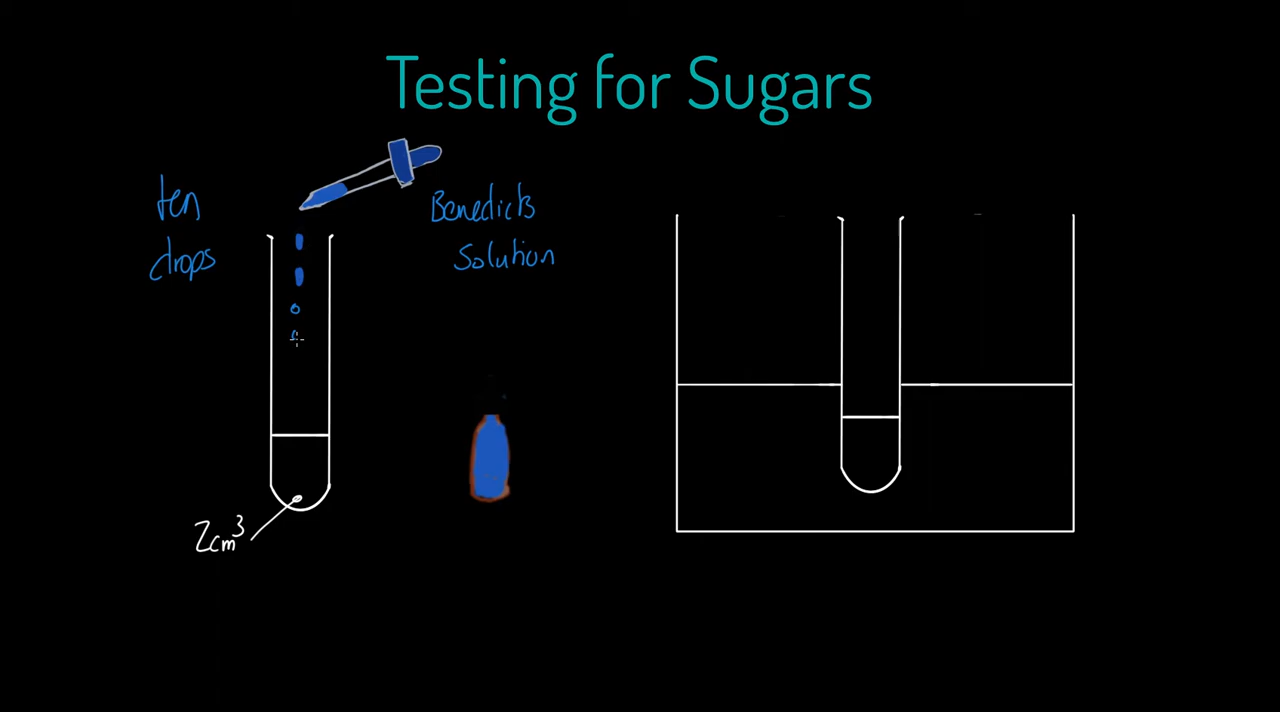 Testing for Sugars
ten
drops
Benedicts
Solution
2cm³